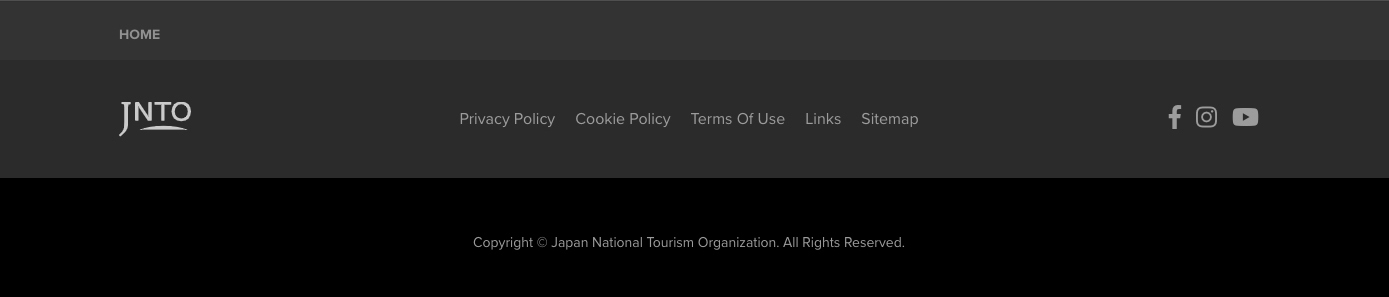 HOME
JNTO
Privacy Policy Cookie Policy Terms Of Use Links Sitemap
Copyright © Japan National Tourism Organization. All Rights Reserved.